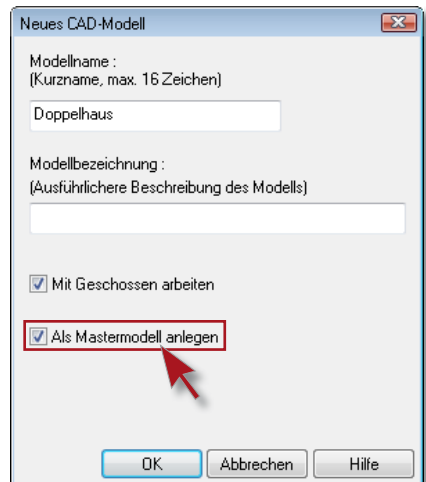 Neues CAD-Modell
Modellname :
(Kurzname, max. 16 Zeichen)
Doppelhaus
Modellbezeichnung :
(Ausführlichere Beschreibung des Modells)
Mit Geschossen arbeiten
Als Mastermodell anlegen
OK Abbrechen Hilfe